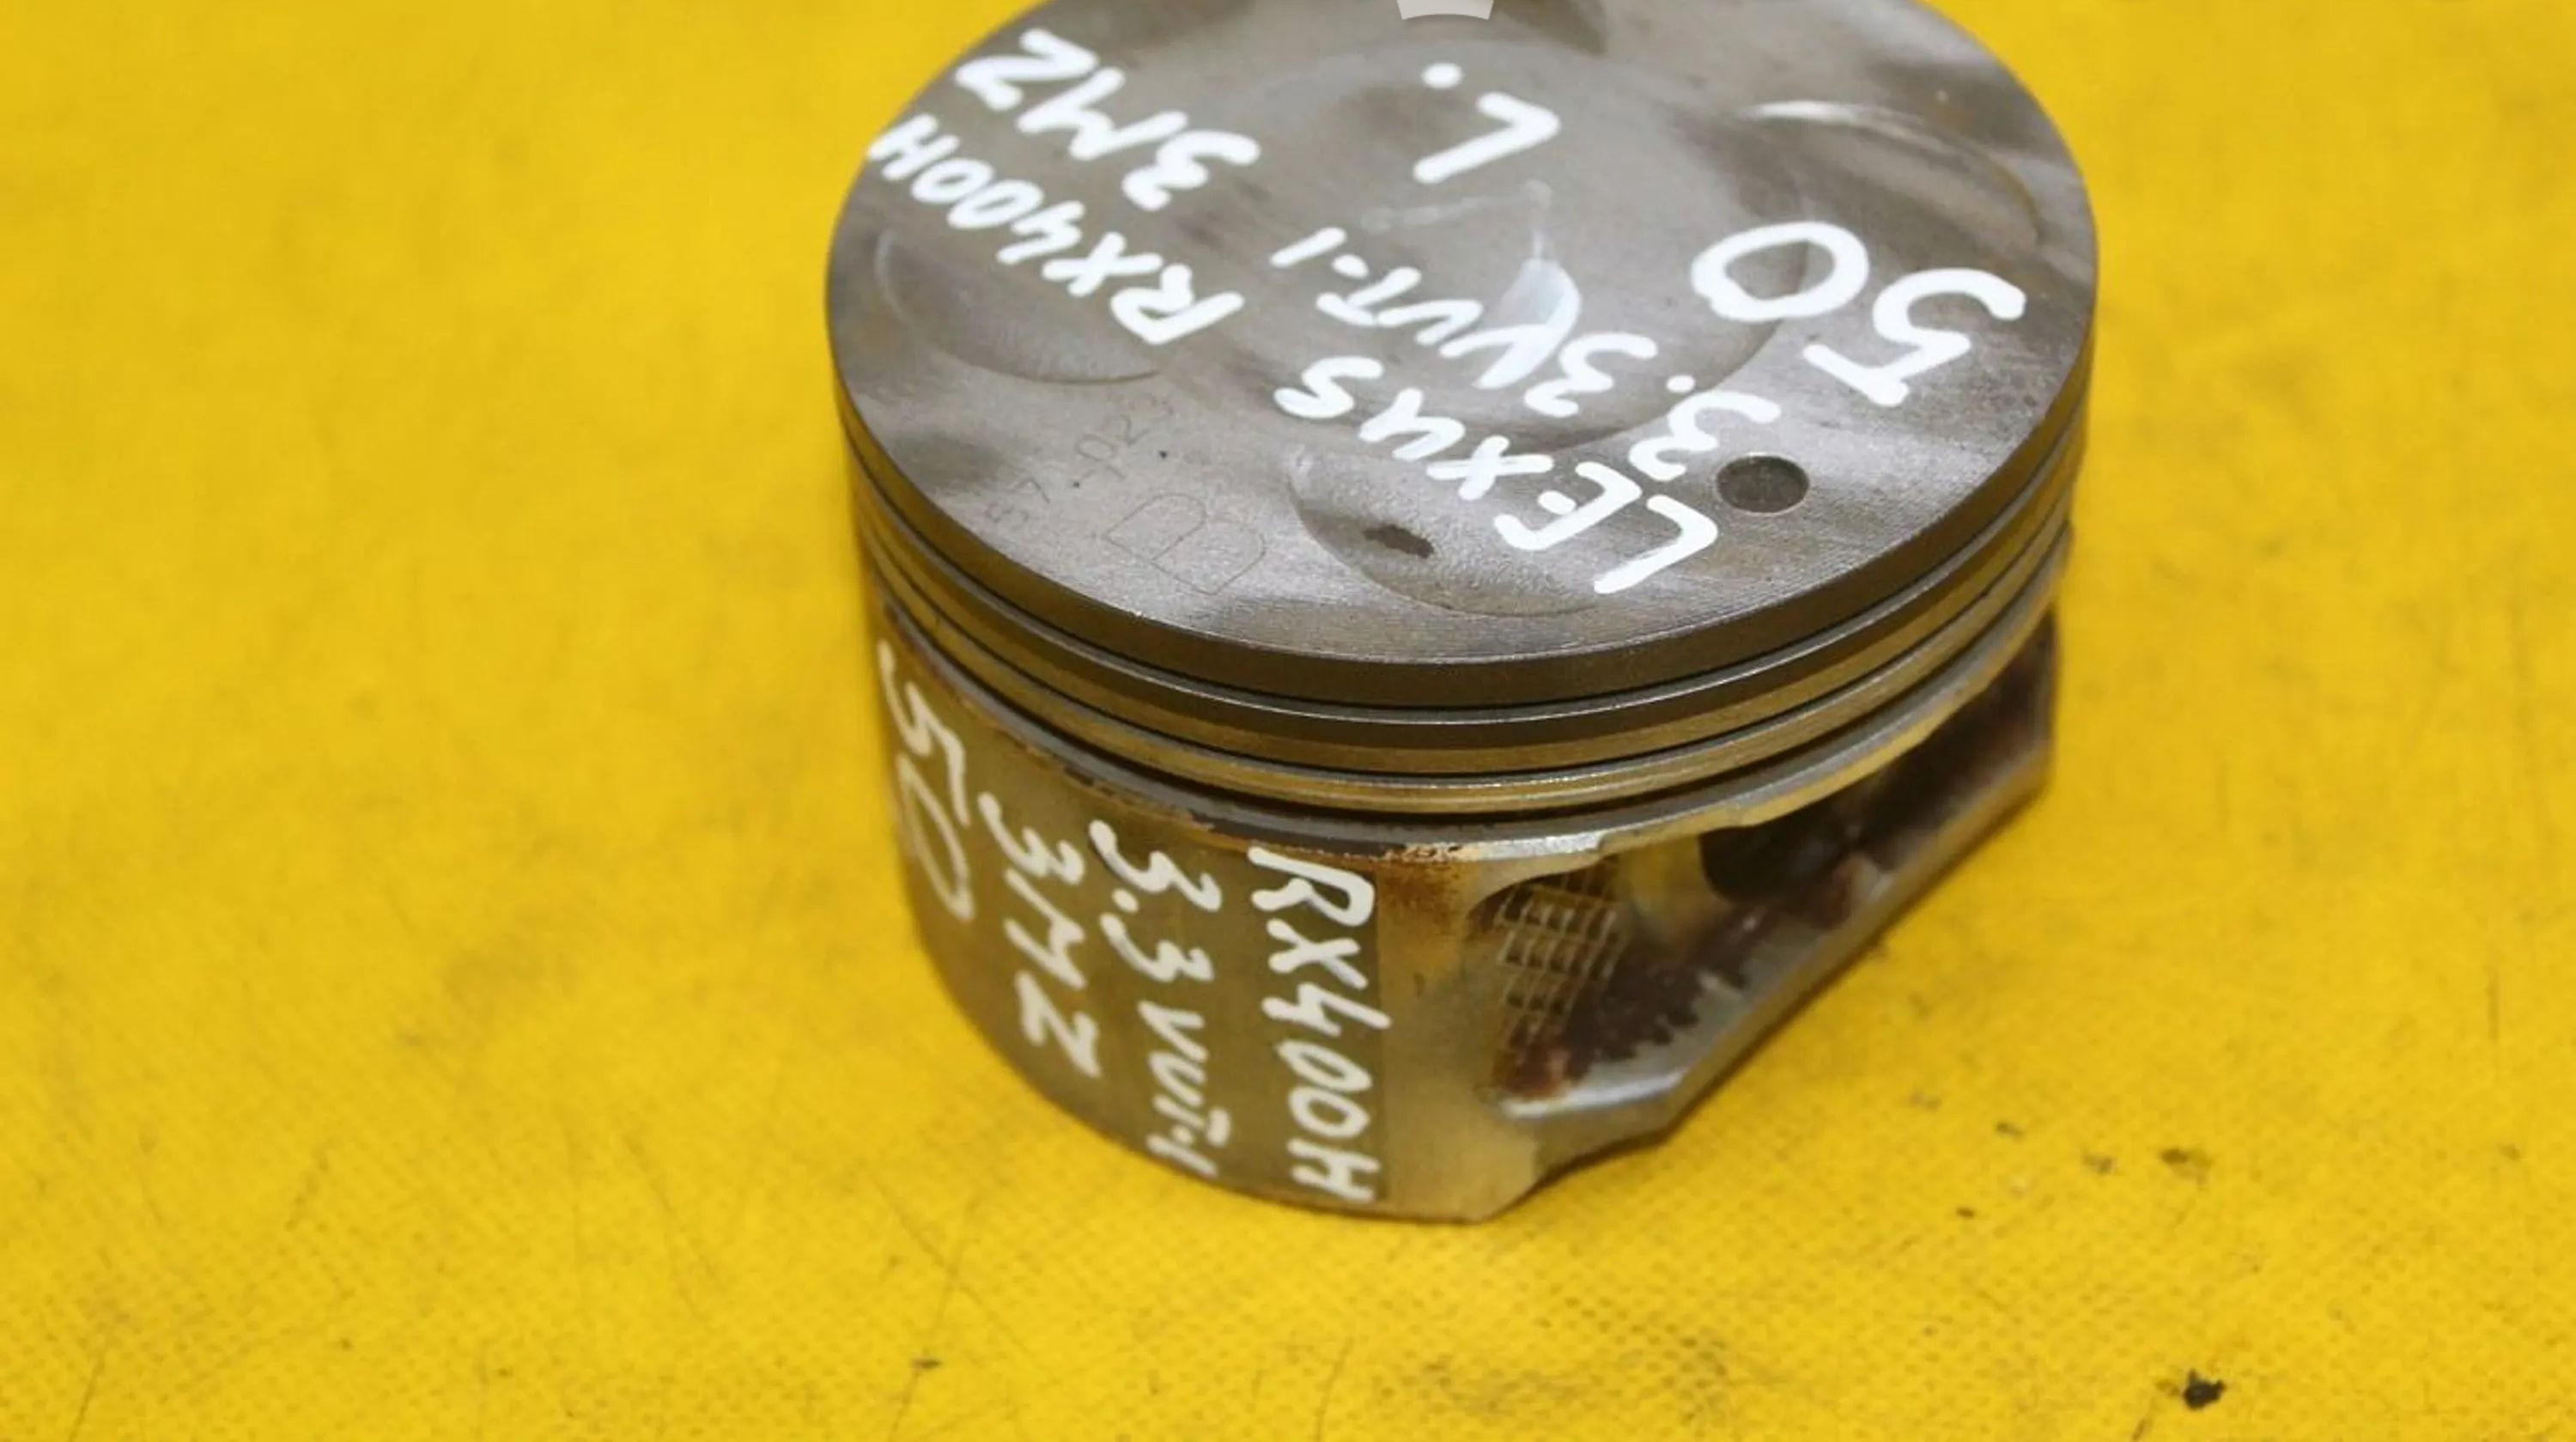 LEXUS RX400H
3.3 VVT-I 3MZ
50 L.
B
RX400H
3.3 VVT-I
3MZ
50